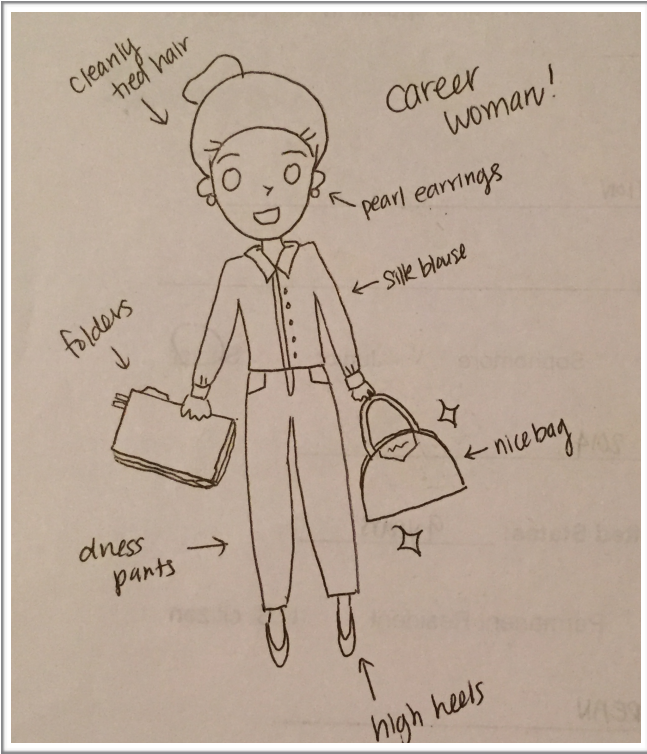 cleanly
tied hair
career
woman!
pearl earrings
silk blouse
folders
nice bag
dress
pants
high heels